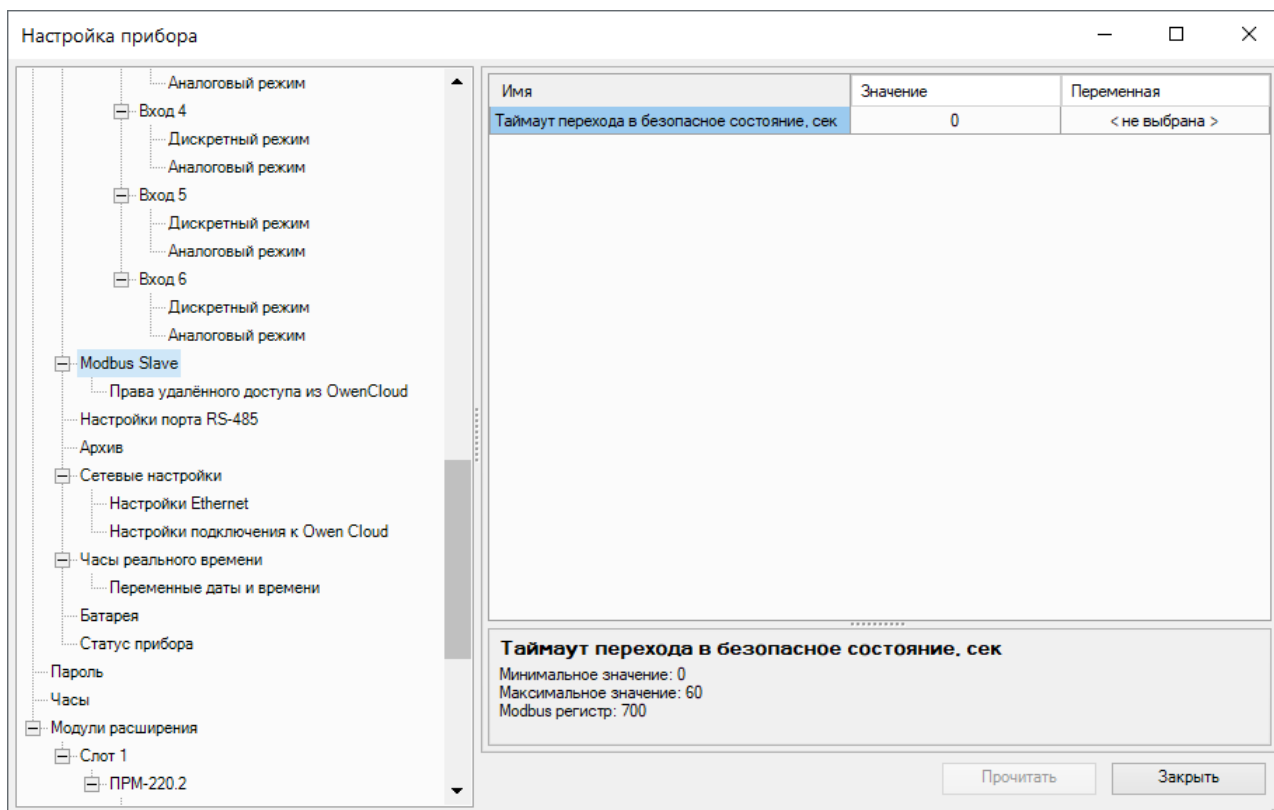 Настройка прибора
Аналоговый режим
Вход 4
Дискретный режим
Аналоговый режим
Вход 5
Дискретный режим
Аналоговый режим
Вход 6
Дискретный режим
Аналоговый режим
Modbus Slave
Права удалённого доступа из OwenCloud
Настройки порта RS-485
Архив
Сетевые настройки
Настройки Ethernet
Настройки подключения к Owen Cloud
Часы реального времени
Переменные даты и времени
Батарея
Статус прибора
Пароль
Часы
Модули расширения
Слот 1
ПРМ-220.2
Имя Значение Переменная
Таймаут перехода в безопасное состояние, сек 0 < не выбрана >
Таймаут перехода в безопасное состояние, сек
Минимальное значение: 0
Максимальное значение: 60
Modbus регистр: 700
Прочитать Закрыть